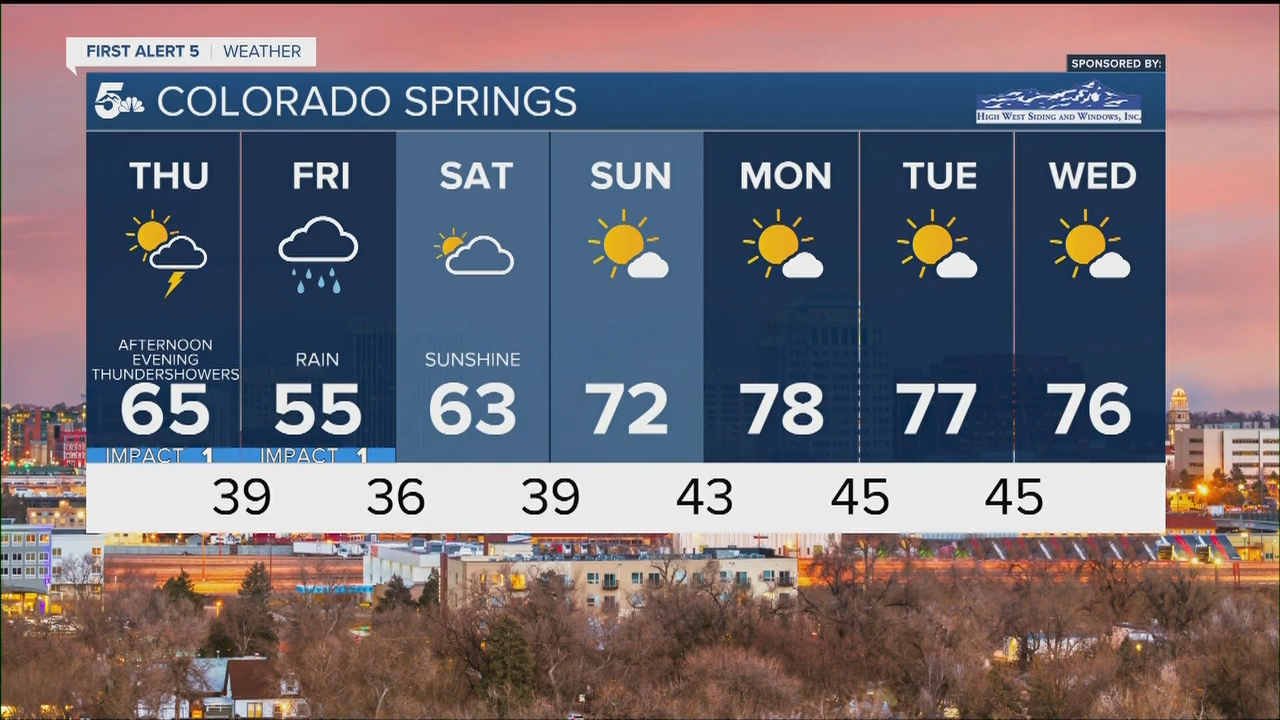 FIRST ALERT 5 | WEATHER
SPONSORED BY:
5 COLORADO SPRINGS
HIGH WEST SIDING AND WINDOWS, INC.
THU FRI SAT SUN MON TUE WED
AFTERNOON
EVENING
THUNDERSHOWERS
RAIN
SUNSHINE
65 55 63 72 78 77 76
IMPACT 1 IMPACT 1
39 36 39 43 45 45